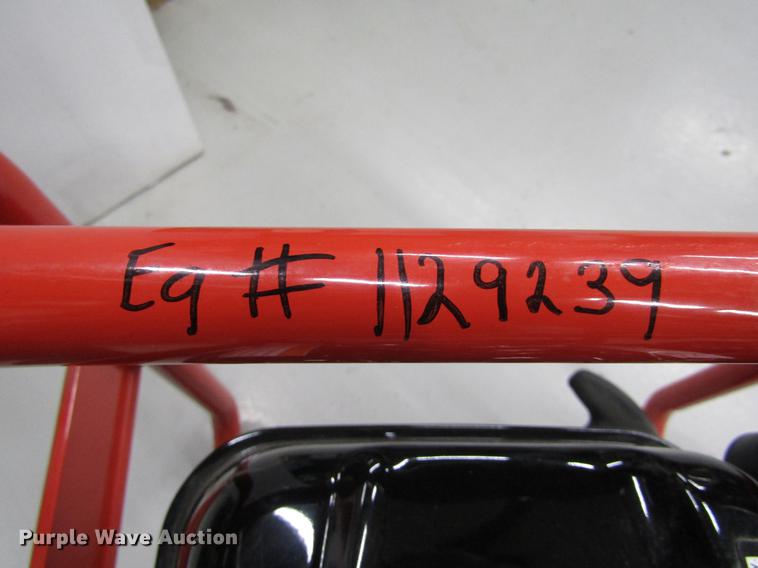 Eq # 1129239
Purple Wave Auction